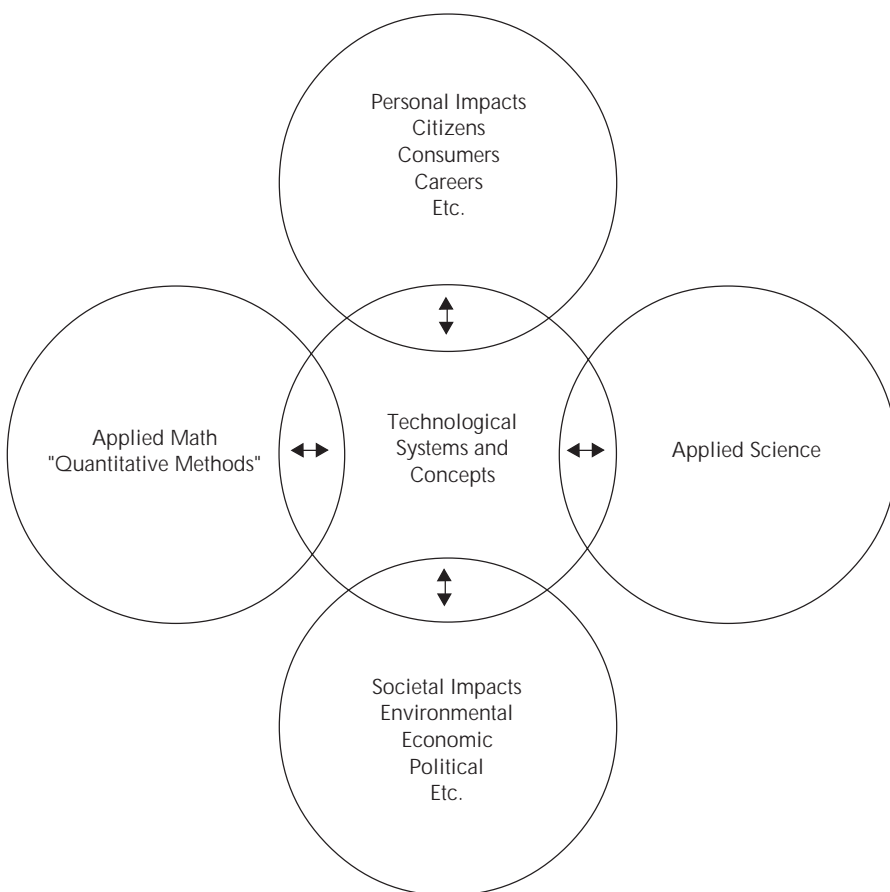 Personal Impacts
Citizens
Consumers
Careers
Etc.
Applied Math
"Quantitative Methods"
Technological
Systems and
Concepts
Applied Science
Societal Impacts
Environmental
Economic
Political
Etc.